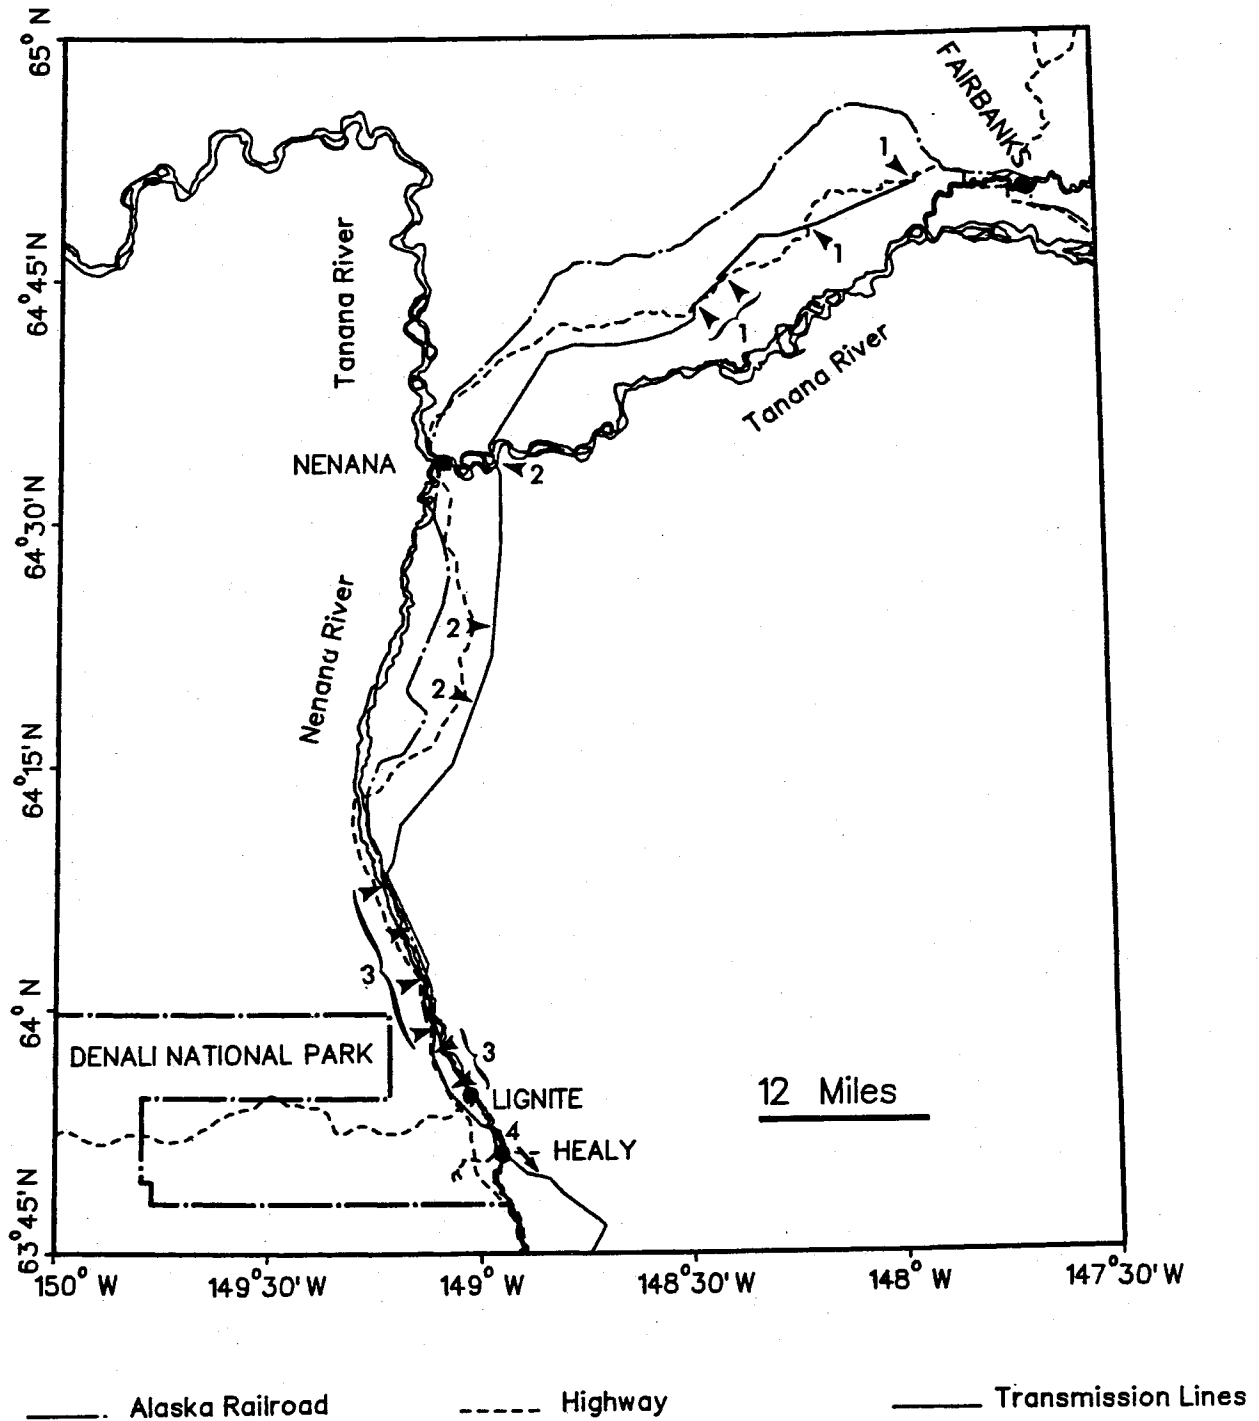 65° N
FAIRBANKS
1
Tanana River
64°45'N
1
1
Tanana River
NENANA
2
64°30'N
Nenana River
2
2
64°15'N
3
64° N
DENALI NATIONAL PARK
3
LIGNITE
12 Miles
4
HEALY
63°45'N
150° W
149°30' W
149° W
148°30' W
148° W
147°30' W
Alaska Railroad
Highway
Transmission Lines